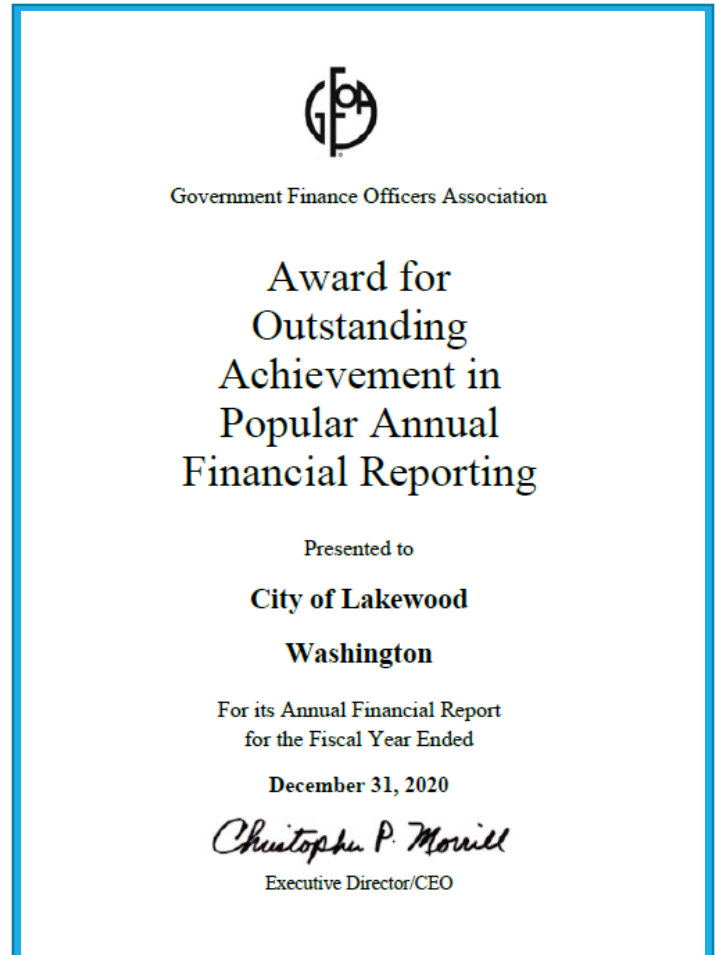 GFOA
Government Finance Officers Association
Award for
Outstanding
Achievement in
Popular Annual
Financial Reporting
Presented to
City of Lakewood
Washington
For its Annual Financial Report
for the Fiscal Year Ended
December 31, 2020
Christopher P. Morrill
Executive Director/CEO